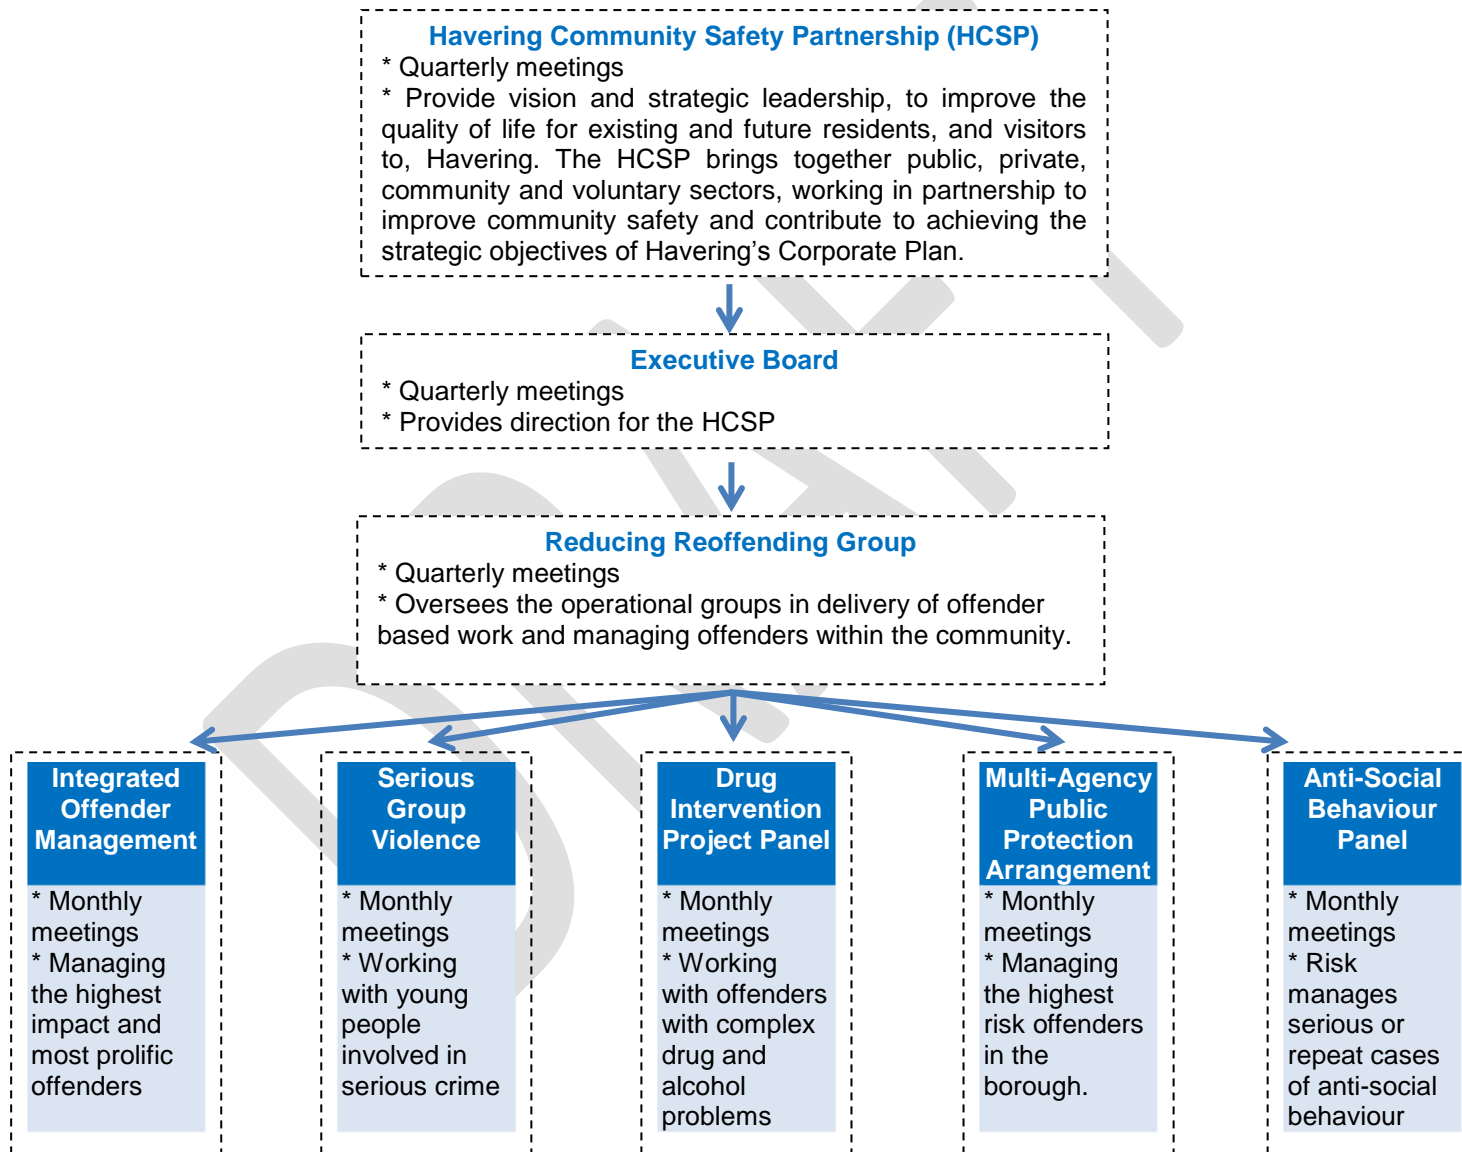 Havering Community Safety Partnership (HCSP)
* Quarterly meetings
* Provide vision and strategic leadership, to improve the
quality of life for existing and future residents, and visitors
to, Havering. The HCSP brings together public, private,
community and voluntary sectors, working in partnership to
improve community safety and contribute to achieving the
strategic objectives of Havering’s Corporate Plan.
Executive Board
* Quarterly meetings
* Provides direction for the HCSP
Reducing Reoffending Group
* Quarterly meetings
* Oversees the operational groups in delivery of offender
based work and managing offenders within the community.
Integrated
Offender
Management
* Monthly
meetings
* Managing
the highest
impact and
most prolific
offenders
Serious
Group
Violence
* Monthly
meetings
* Working
with young
people
involved in
serious crime
Drug
Intervention
Project Panel
* Monthly
meetings
* Working
with offenders
with complex
drug and
alcohol
problems
Multi-Agency
Public
Protection
Arrangement
* Monthly
meetings
* Managing
the highest
risk offenders
in the
borough.
Anti-Social
Behaviour
Panel
* Monthly
meetings
* Risk
manages
serious or
repeat cases
of anti-social
behaviour
DRAFT